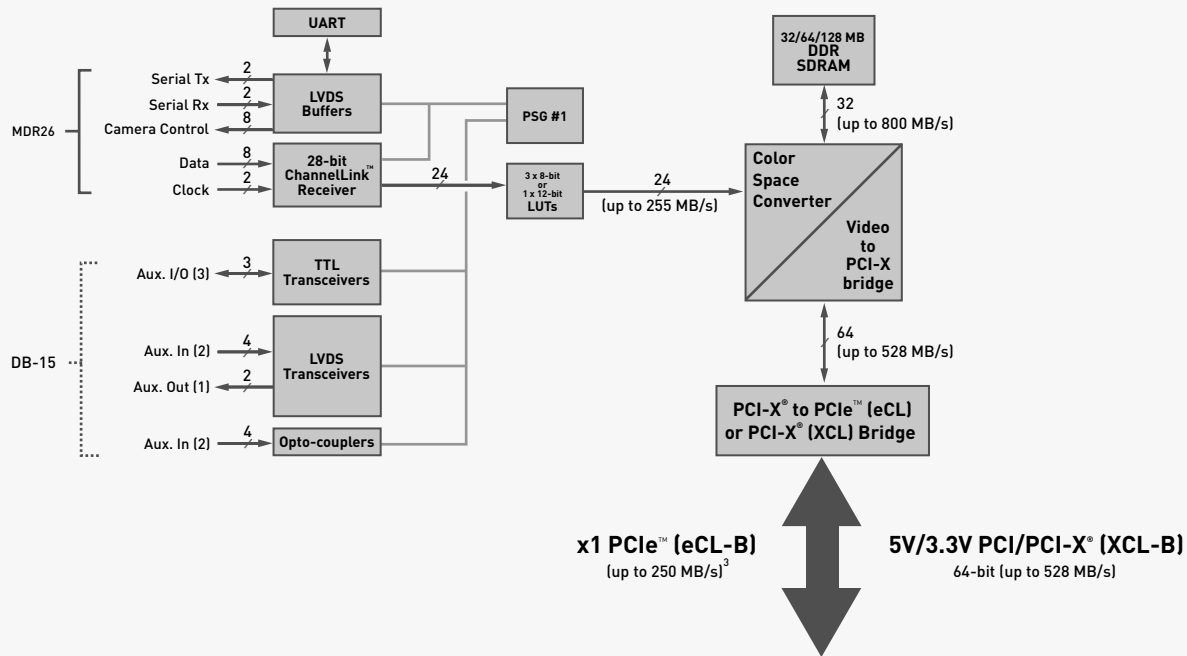 UART
MDR26
Serial Tx
2
Serial Rx
2
Camera Control
8
LVDS
Buffers
Data
8
Clock
2
28-bit
ChannelLink™
Receiver
24
PSG #1
3 x 8-bit
or
1 x 12-bit
LUTs
24
(up to 255 MB/s)
32/64/128 MB
DDR
SDRAM
32
(up to 800 MB/s)
Color
Space
Converter
Video
to
PCI-X
bridge
DB-15
Aux. I/O (3)
3
TTL
Transceivers
Aux. In (2)
4
Aux. Out (1)
2
LVDS
Transceivers
Aux. In (2)
4
Opto-couplers
64
(up to 528 MB/s)
PCI-X® to PCIe™ (eCL)
or PCI-X® (XCL) Bridge
x1 PCIe™ (eCL-B)
(up to 250 MB/s)³
5V/3.3V PCI/PCI-X® (XCL-B)
64-bit (up to 528 MB/s)